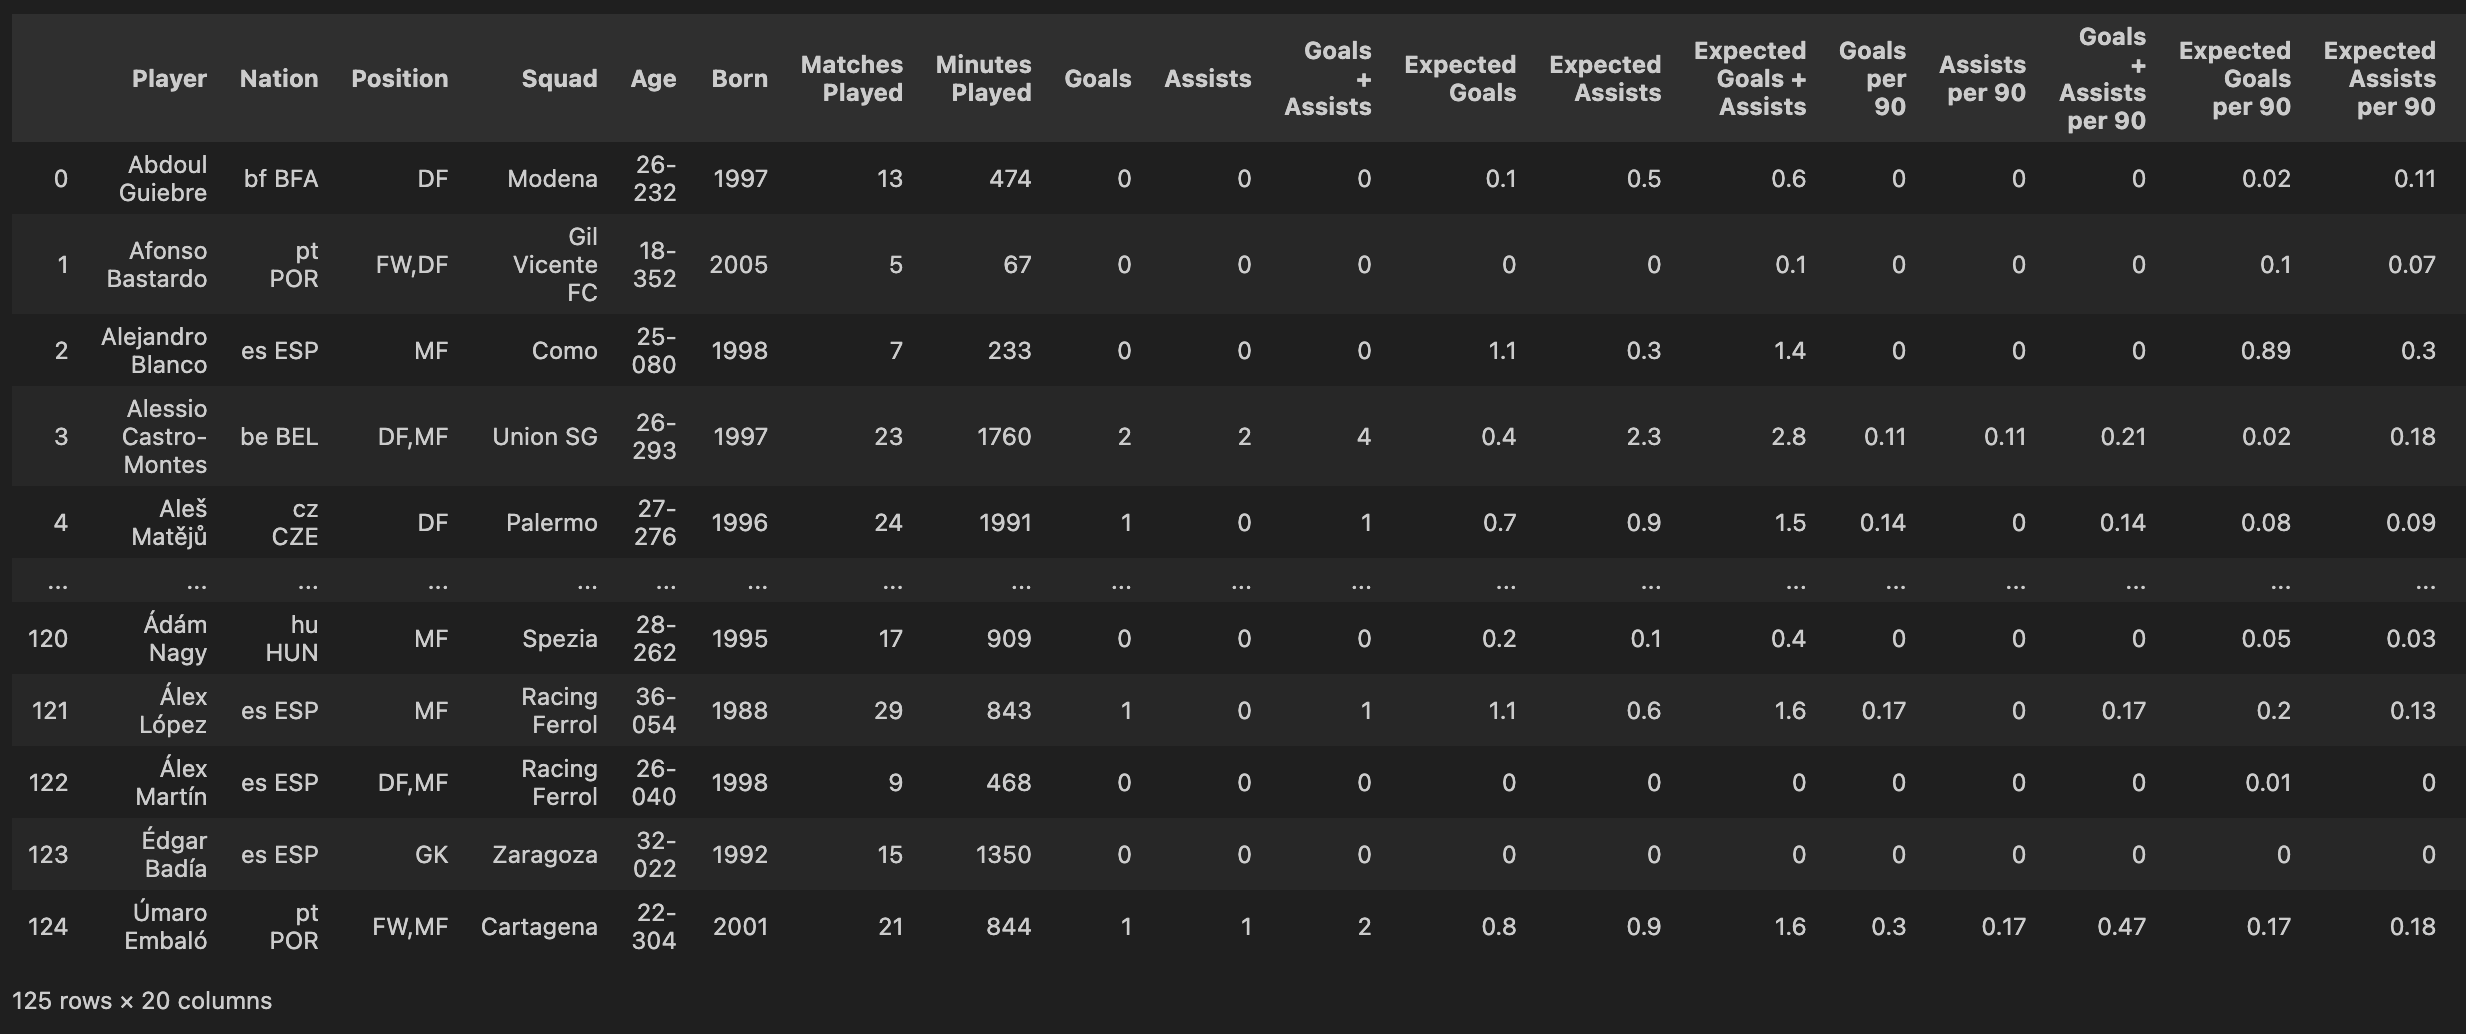 Player Nation Position Squad Age Born Matches Played Minutes Played Goals Assists Goals + Assists Expected Goals Expected Assists Expected Goals + Assists Goals per 90 Assists per 90 Goals + Assists per 90 Expected Goals per 90 Expected Assists per 90
0 Abdoul Guiebre bf BFA DF Modena 26-232 1997 13 474 0 0 0 0.1 0.5 0.6 0 0 0 0.02 0.11
1 Afonso Bastardo pt POR FW,DF Gil Vicente FC 18-352 2005 5 67 0 0 0 0 0 0.1 0 0 0 0.1 0.07
2 Alejandro Blanco es ESP MF Como 25-080 1998 7 233 0 0 0 1.1 0.3 1.4 0 0 0 0.89 0.3
3 Alessio Castro-Montes be BEL DF,MF Union SG 26-293 1997 23 1760 2 2 4 0.4 2.3 2.8 0.11 0.11 0.21 0.02 0.18
4 Aleš Matějů cz CZE DF Palermo 27-276 1996 24 1991 1 0 1 0.7 0.9 1.5 0.14 0 0.14 0.08 0.09
... ... ... ... ... ... ... ... ... ... ... ... ... ... ... ... ... ... ... ...
120 Ádám Nagy hu HUN MF Spezia 28-262 1995 17 909 0 0 0 0.2 0.1 0.4 0 0 0 0.05 0.03
121 Álex López es ESP MF Racing Ferrol 36-054 1988 29 843 1 0 1 1.1 0.6 1.6 0.17 0 0.17 0.2 0.13
122 Álex Martín es ESP DF,MF Racing Ferrol 26-040 1998 9 468 0 0 0 0 0 0 0 0 0 0.01 0
123 Édgar Badía es ESP GK Zaragoza 32-022 1992 15 1350 0 0 0 0 0 0 0 0 0 0 0
124 Úmaro Embaló pt POR FW,MF Cartagena 22-304 2001 21 844 1 1 2 0.8 0.9 1.6 0.3 0.17 0.47 0.17 0.18
125 rows × 20 columns